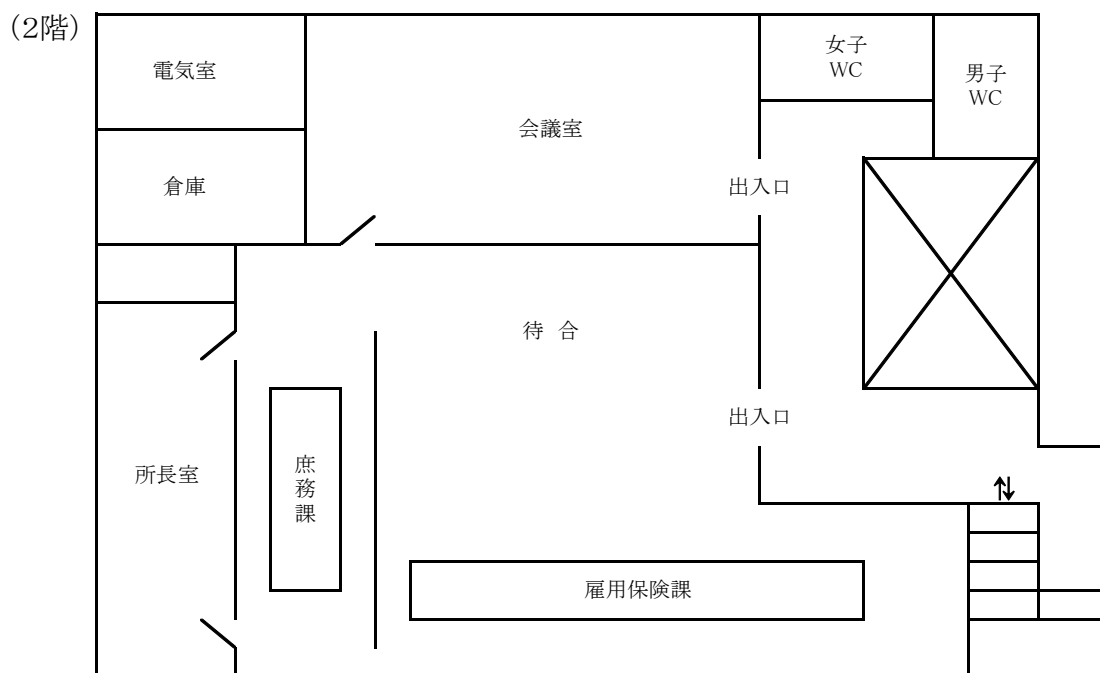 （2階）
電気室
倉庫
会議室
女子
WC
男子
WC
出入口
待 合
出入口
所長室
庶務課
雇用保険課